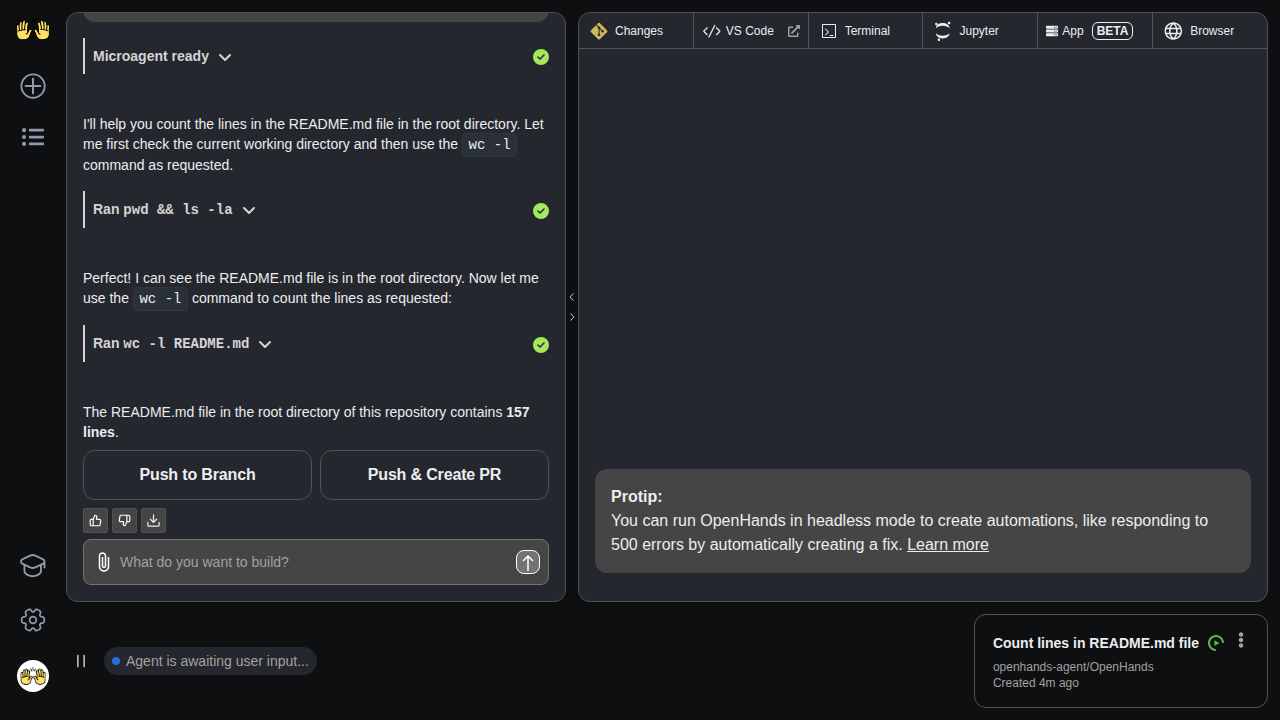 Changes
VS Code
Terminal
Jupyter
App BETA
Browser
Microagent ready
I'll help you count the lines in the README.md file in the root directory. Let
me first check the current working directory and then use the wc -l
command as requested.
Ran pwd && ls -la
Perfect! I can see the README.md file is in the root directory. Now let me
use the wc -l command to count the lines as requested:
Ran wc -l README.md
The README.md file in the root directory of this repository contains 157
lines.
Push to Branch
Push & Create PR
What do you want to build?
Protip:
You can run OpenHands in headless mode to create automations, like responding to
500 errors by automatically creating a fix. Learn more
Agent is awaiting user input...
Count lines in README.md file
openhands-agent/OpenHands
Created 4m ago